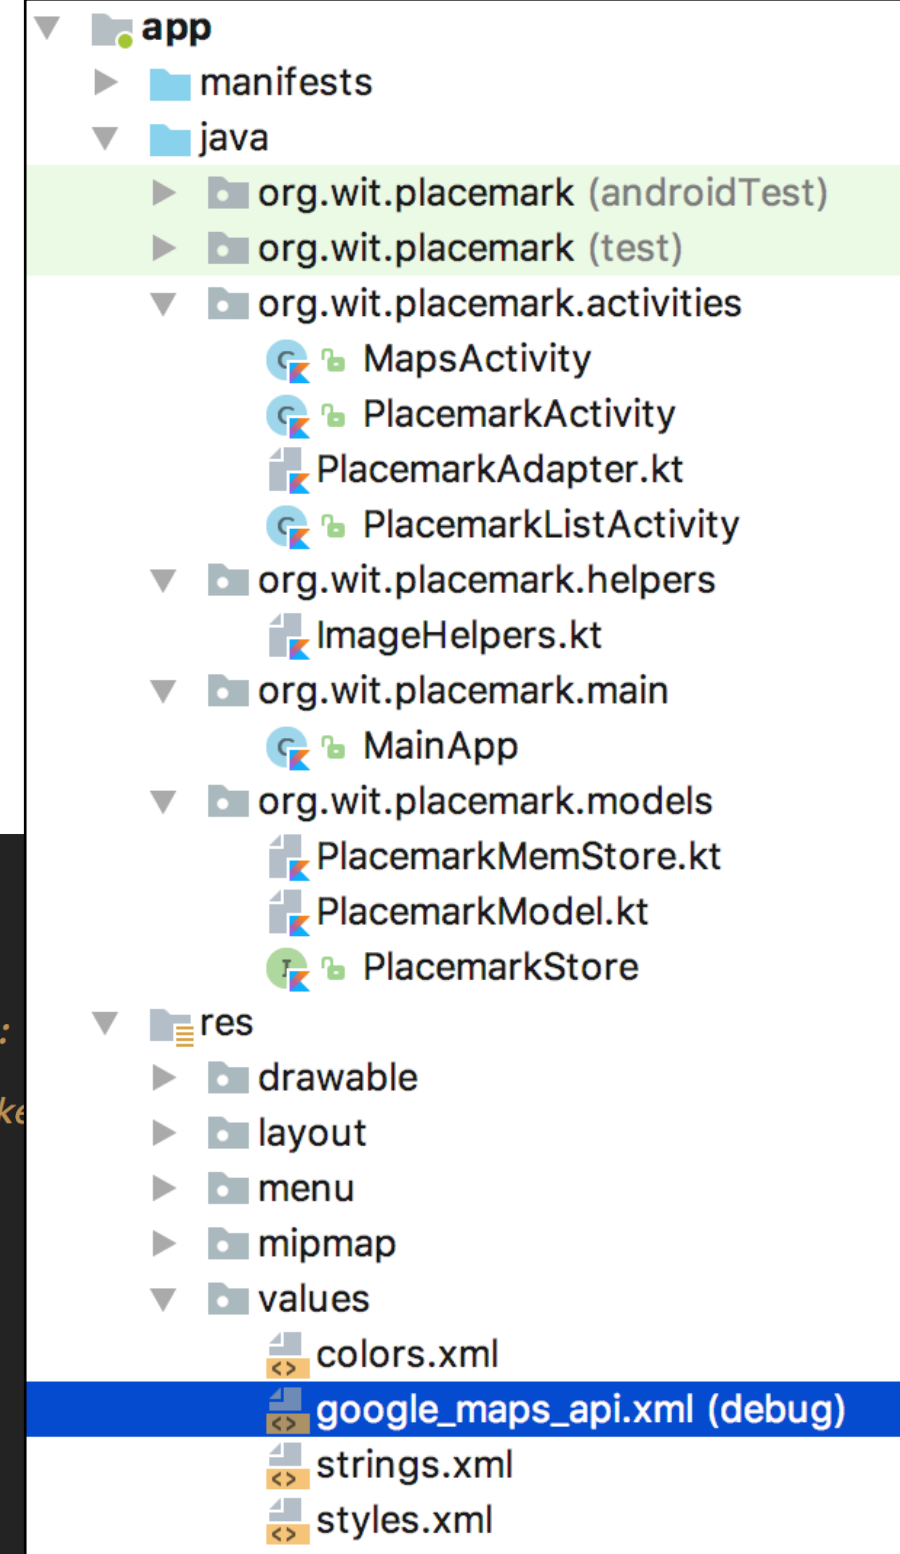 app
manifests
java
org.wit.placemark (androidTest)
org.wit.placemark (test)
org.wit.placemark.activities
MapsActivity
PlacemarkActivity
PlacemarkAdapter.kt
PlacemarkListActivity
org.wit.placemark.helpers
ImageHelpers.kt
org.wit.placemark.main
MainApp
org.wit.placemark.models
PlacemarkMemStore.kt
PlacemarkModel.kt
PlacemarkStore
res
drawable
layout
menu
mipmap
values
colors.xml
google_maps_api.xml (debug)
strings.xml
styles.xml